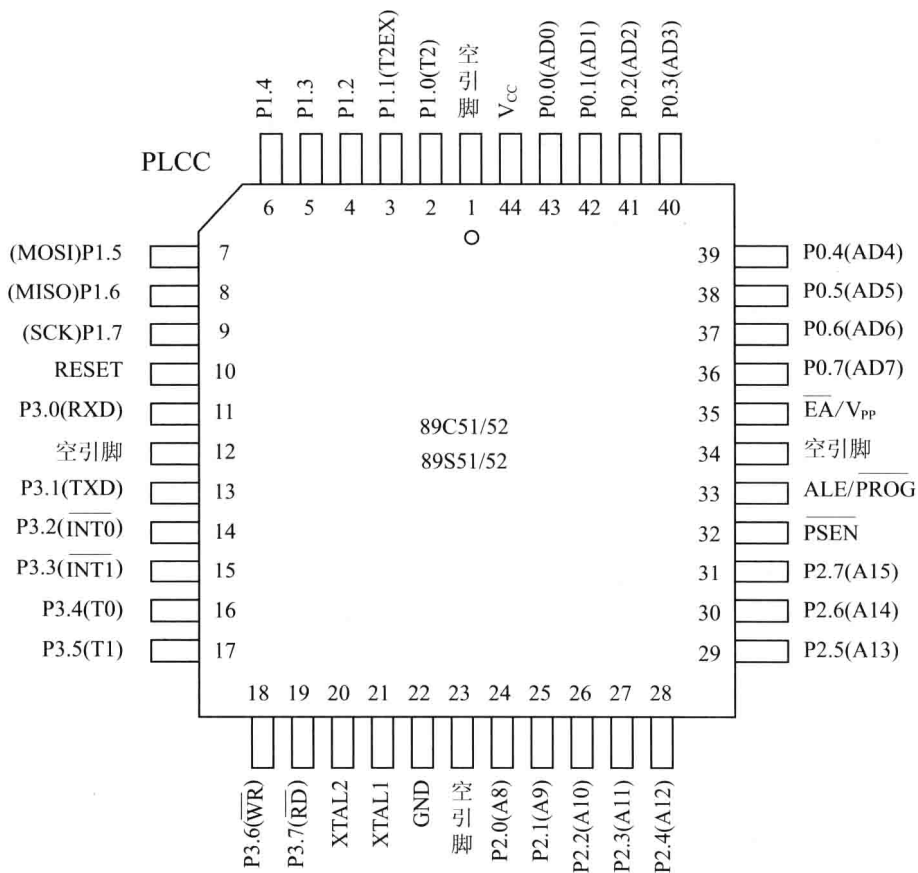 P1.4
P1.3
P1.2
P1.1(T2EX)
P1.0(T2)
空引脚
VCC
P0.0(AD0)
P0.1(AD1)
P0.2(AD2)
P0.3(AD3)
PLCC
6 5 4 3 2 1 44 43 42 41 40
(MOSI)P1.5 7
(MISO)P1.6 8
(SCK)P1.7 9
RESET 10
P3.0(RXD) 11
空引脚 12
P3.1(TXD) 13
P3.2(I̅N̅T̅0̅) 14
P3.3(I̅N̅T̅1̅) 15
P3.4(T0) 16
P3.5(T1) 17
89C51/52
89S51/52
39 P0.4(AD4)
38 P0.5(AD5)
37 P0.6(AD6)
36 P0.7(AD7)
35 E̅A̅/VPP
34 空引脚
33 ALE/P̅R̅O̅G̅
32 P̅S̅E̅N̅
31 P2.7(A15)
30 P2.6(A14)
29 P2.5(A13)
18 19 20 21 22 23 24 25 26 27 28
P3.6(W̅R̅)
P3.7(R̅D̅)
XTAL2
XTAL1
GND
空引脚
P2.0(A8)
P2.1(A9)
P2.2(A10)
P2.3(A11)
P2.4(A12)